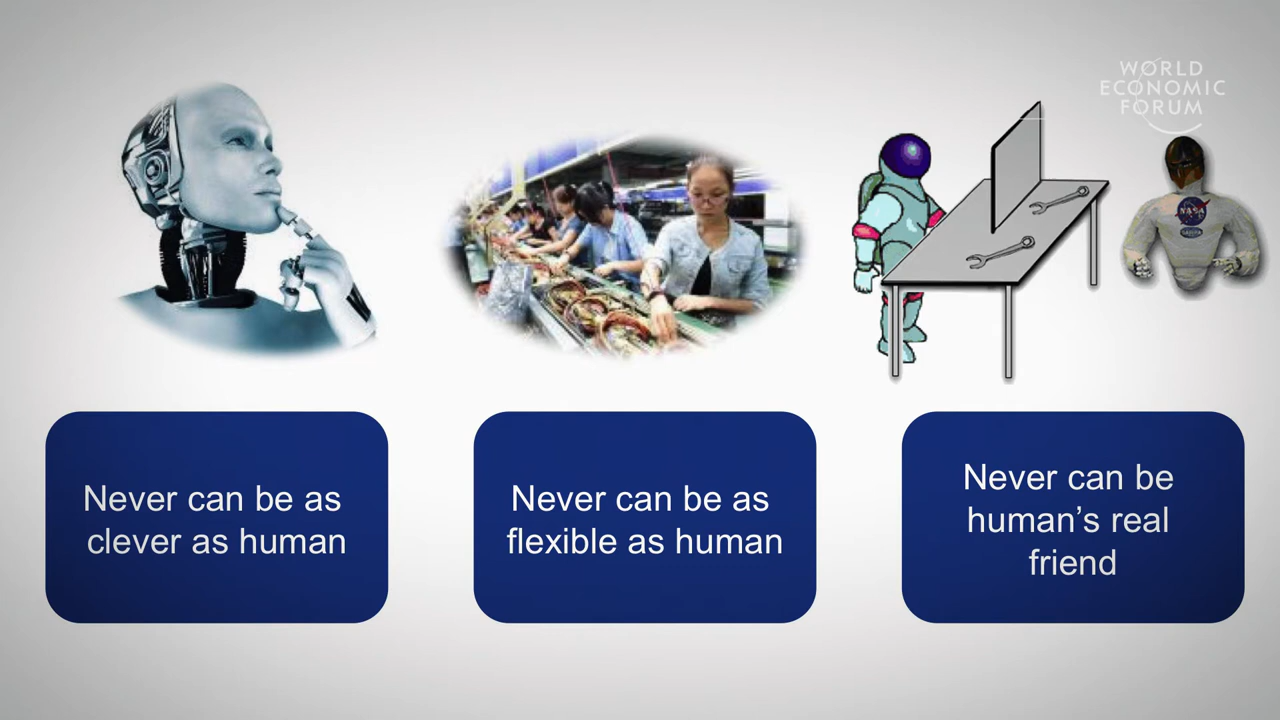 WORLD
ECONOMIC
FORUM
NASA
Never can be as
clever as human
Never can be as
flexible as human
Never can be
human’s real
friend